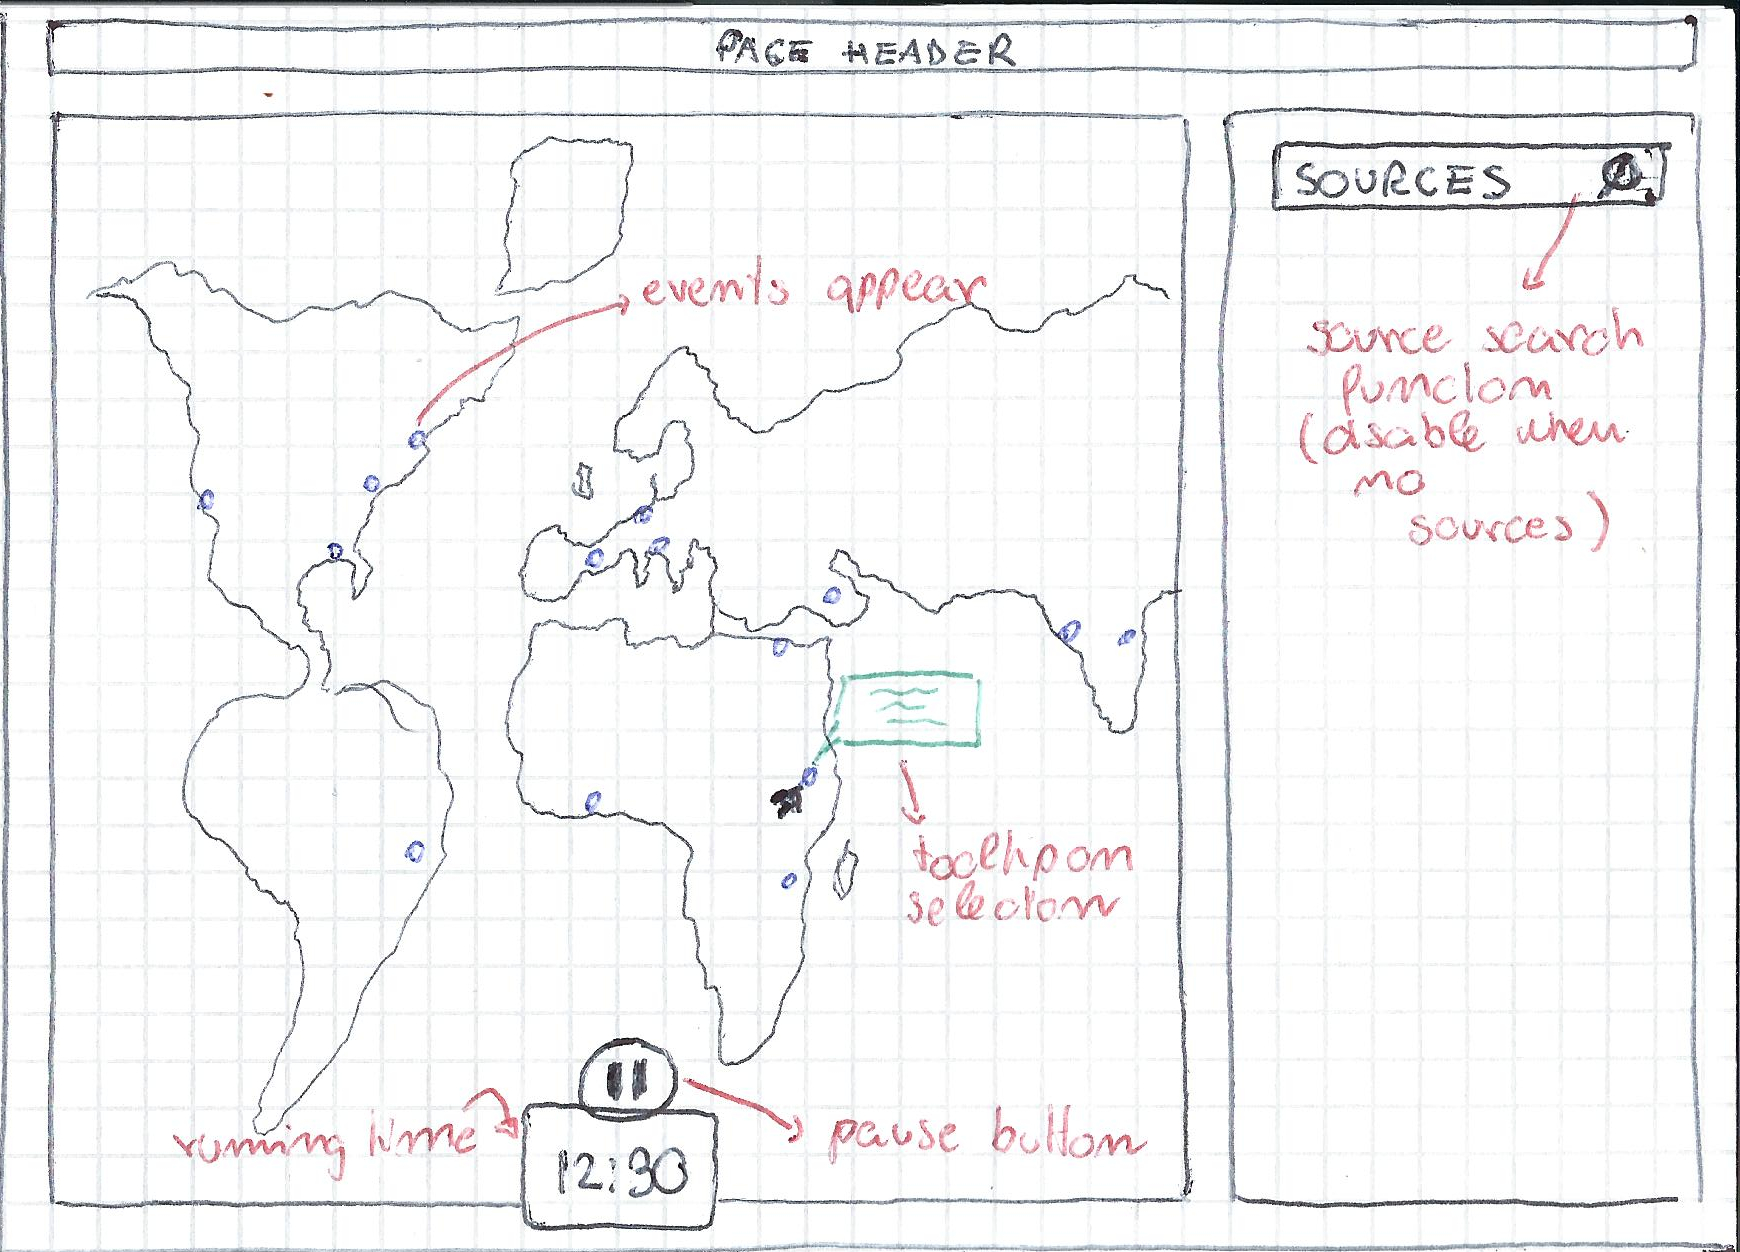 PAGE HEADER
SOURCES
events appear
source search
function
(disable when
no
sources)
tooltip on
selection
running time
pause button
12:30